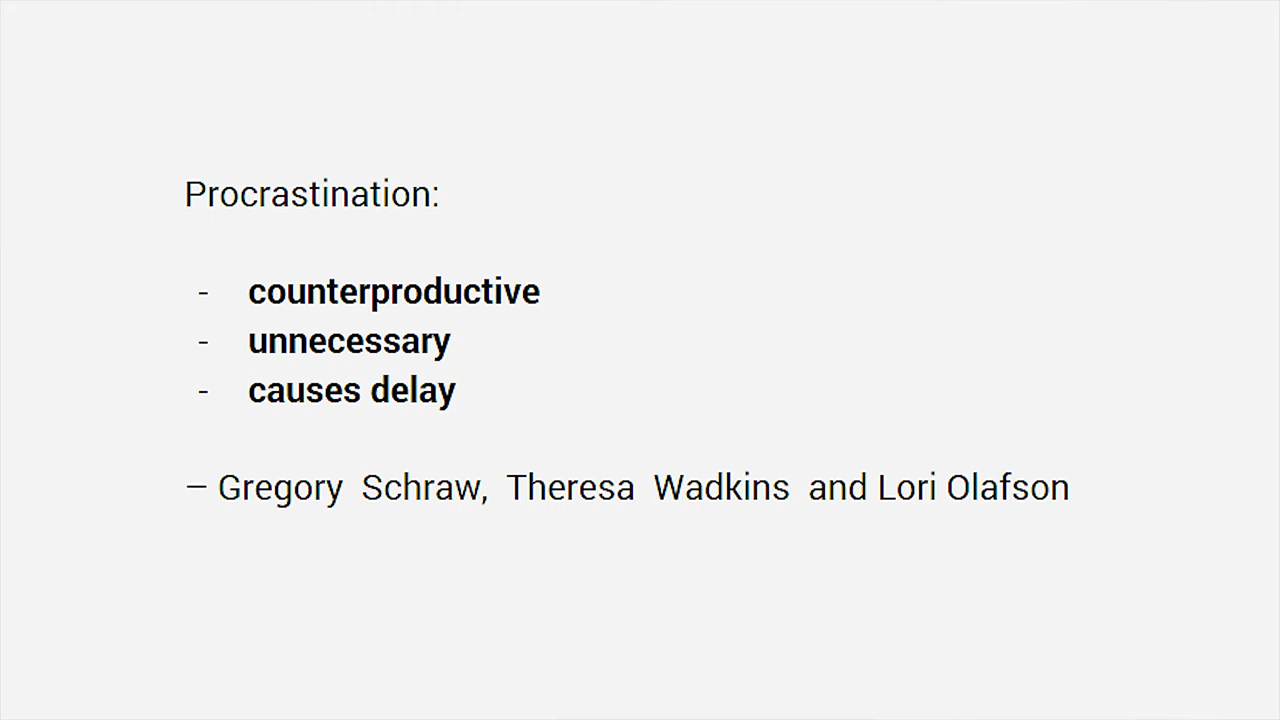 Procrastination:
- counterproductive
- unnecessary
- causes delay
– Gregory Schraw, Theresa Wadkins and Lori Olafson